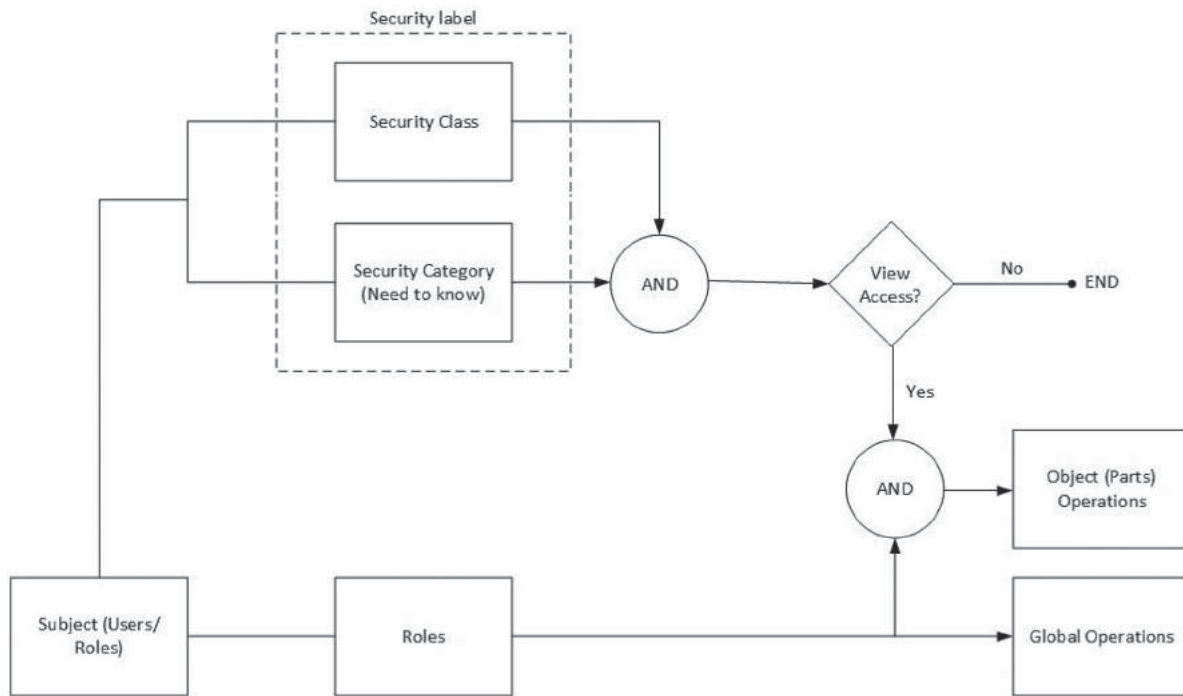 Security label
Security Class
Security Category
(Need to know)
AND
View
Access?
No
END
Yes
AND
Object (Parts)
Operations
Subject (Users/
Roles)
Roles
Global Operations